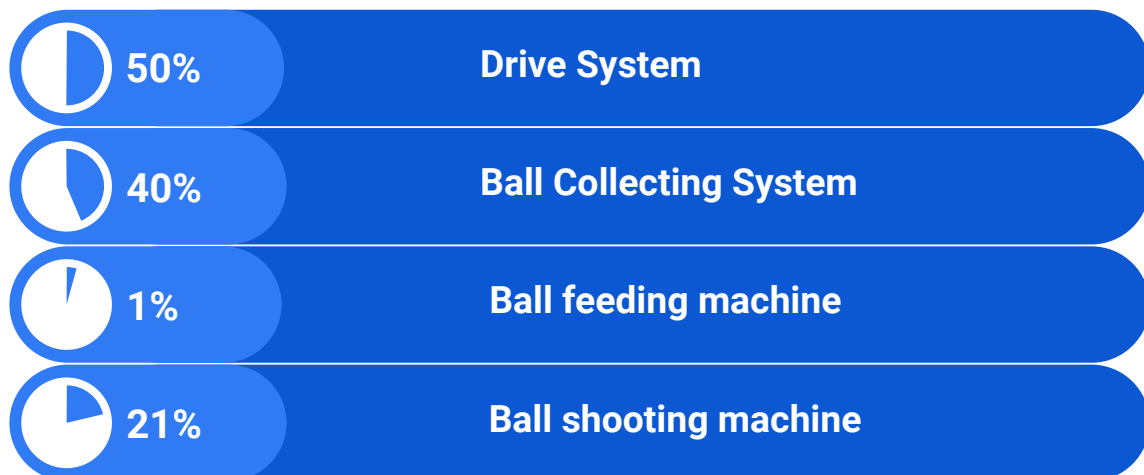 50% Drive System
40% Ball Collecting System
1% Ball feeding machine
21% Ball shooting machine